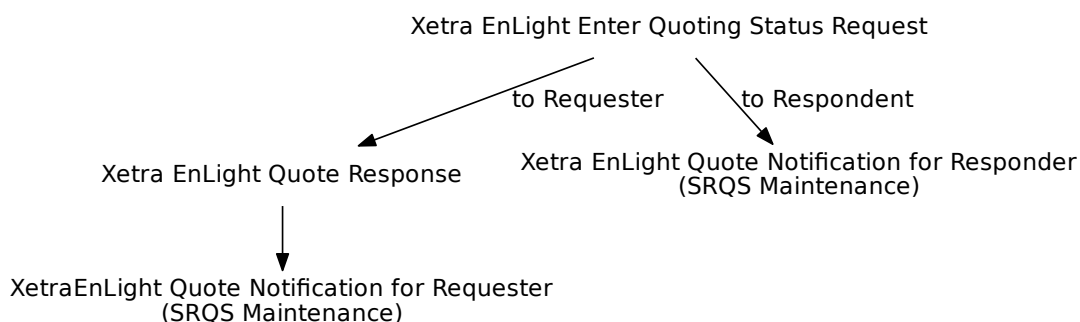 Xetra EnLight Enter Quoting Status Request
to Requester
to Respondent
Xetra EnLight Quote Response
Xetra EnLight Quote Notification for Responder
(SRQS Maintenance)
XetraEnLight Quote Notification for Requester
(SRQS Maintenance)